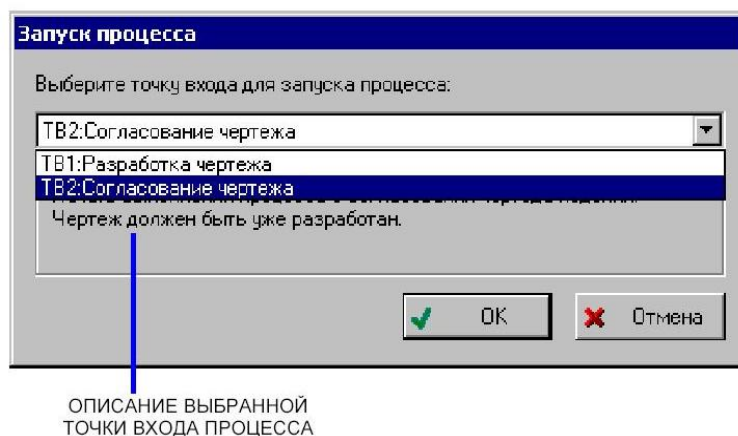 Запуск процесса
Выберите точку входа для запуска процесса:
ТВ2:Согласование чертежа
ТВ1:Разработка чертежа
ТВ2:Согласование чертежа
Чертеж должен быть уже разработан.
OK
Отмена
ОПИСАНИЕ ВЫБРАННОЙ
ТОЧКИ ВХОДА ПРОЦЕССА